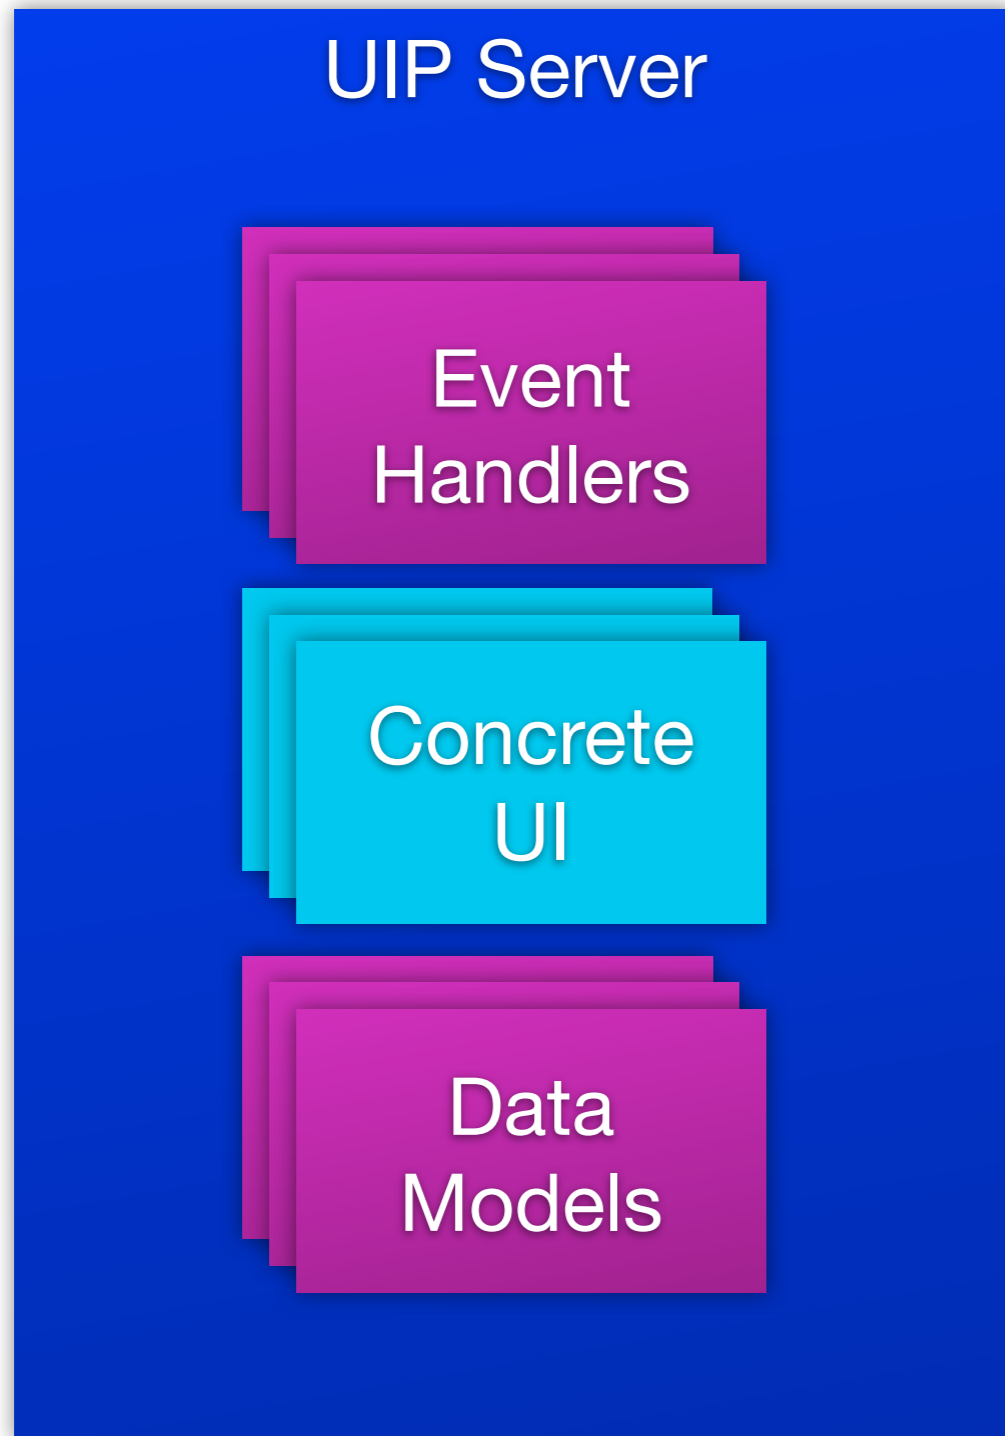 UIP Server
Event
Handlers
Concrete
UI
Data
Models